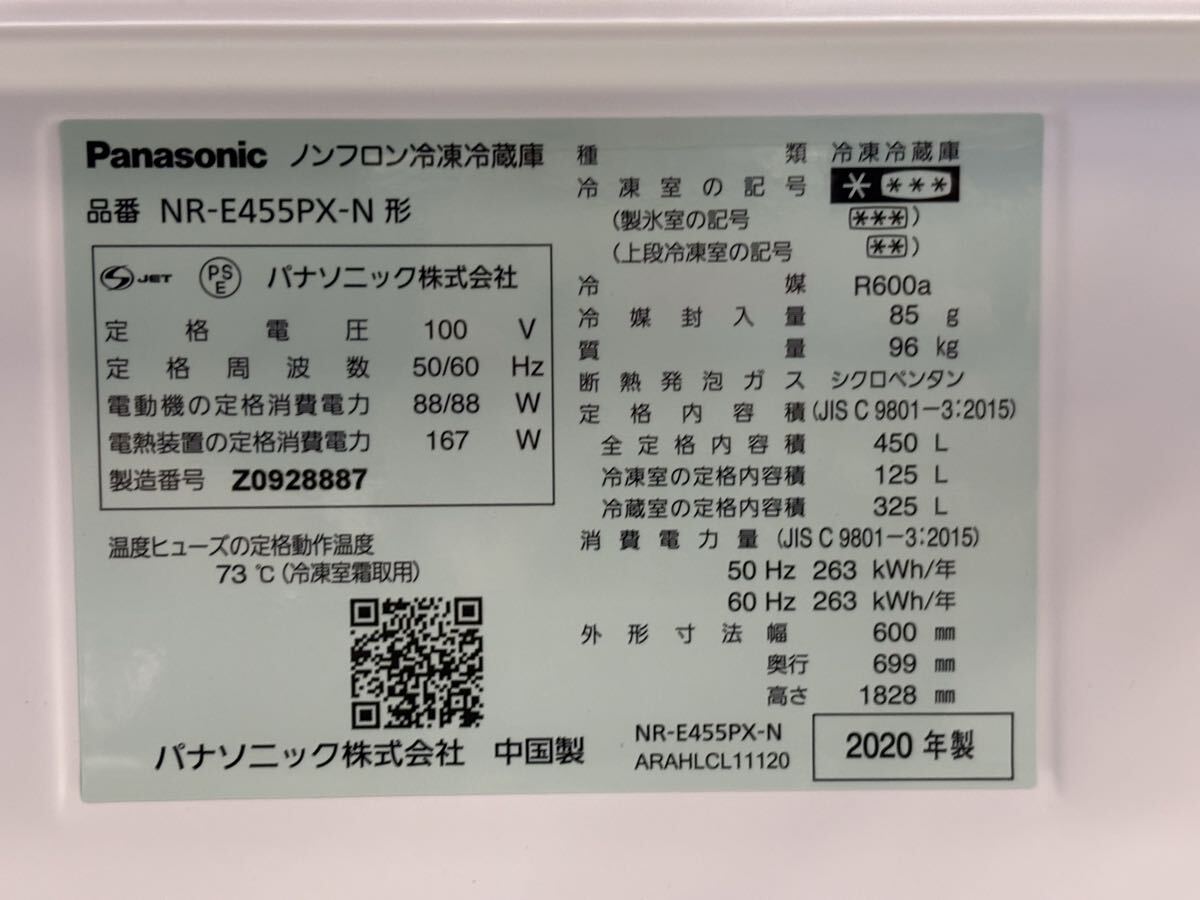 Panasonic ノンフロン冷凍冷蔵庫
品番 NR-E455PX-N 形
S JET PSE パナソニック株式会社
定格電圧 100 V
定格周波数 50/60 Hz
電動機の定格消費電力 88/88 W
電熱装置の定格消費電力 167 W
製造番号 Z0928887
温度ヒューズの定格動作温度
73 ℃(冷凍室霜取用)
パナソニック株式会社 中国製
種類 冷凍冷蔵庫
冷凍室の記号 * ***
(製氷室の記号 ***)
(上段冷凍室の記号 **)
冷媒 R600a
冷媒封入量 85 g
質量 96 kg
断熱発泡ガス シクロペンタン
定格内容積(JIS C 9801-3:2015)
全定格内容積 450 L
冷凍室の定格内容積 125 L
冷蔵室の定格内容積 325 L
消費電力量 (JIS C 9801-3:2015)
50 Hz 263 kWh/年
60 Hz 263 kWh/年
外形寸法幅 600 mm
奥行 699 mm
高さ 1828 mm
NR-E455PX-N
ARAHLCL11120
2020 年製